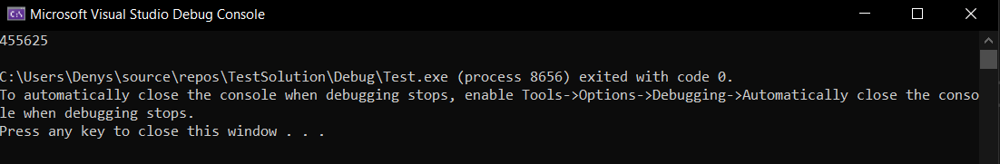 Microsoft Visual Studio Debug Console
455625
C:\Users\Denys\source\repos\TestSolution\Debug\Test.exe (process 8656) exited with code 0.
To automatically close the console when debugging stops, enable Tools->Options->Debugging->Automatically close the conso
le when debugging stops.
Press any key to close this window . . .